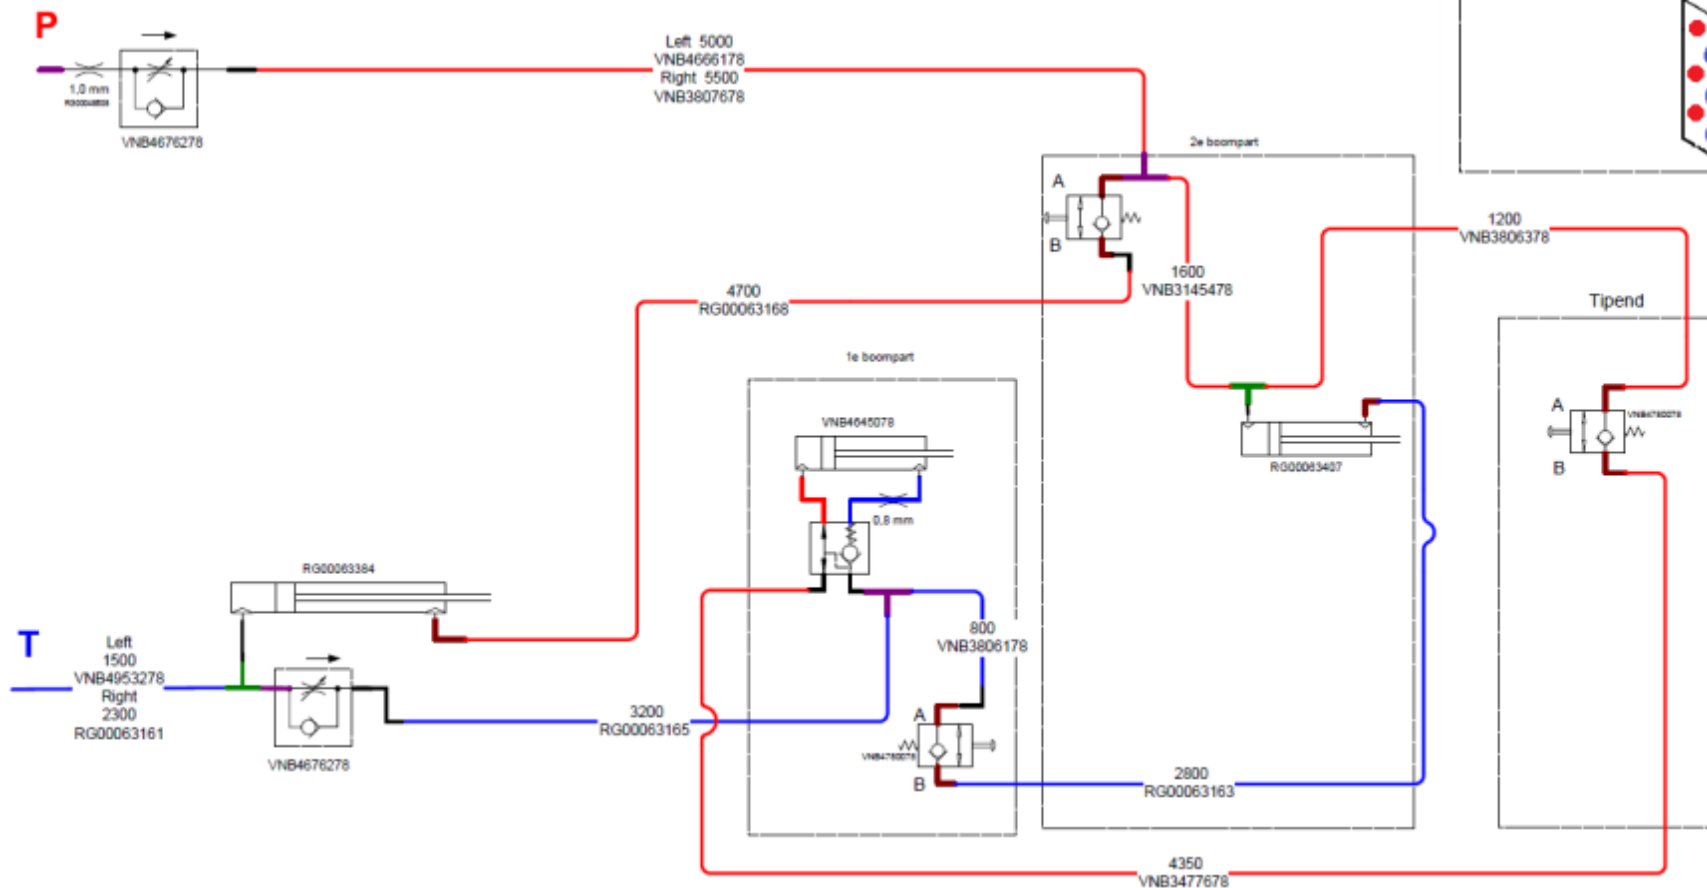 P
1,0 mm
VNB4676278
Left 5000
VNB4666178
Right 5500
VNB3807678
2e boompart
A
B
1200
VNB3806378
1600
VNB3145478
4700
RG00063168
Tipend
1e boompart
VNB4645078
A
VNB4780078
B
RG00063407
0,8 mm
RG00063384
T
Left
1500
VNB4953278
Right
2300
RG00063161
800
VNB3806178
3200
RG00063165
A
VNB4780078
B
VNB4676278
2800
RG00063163
4350
VNB3477678